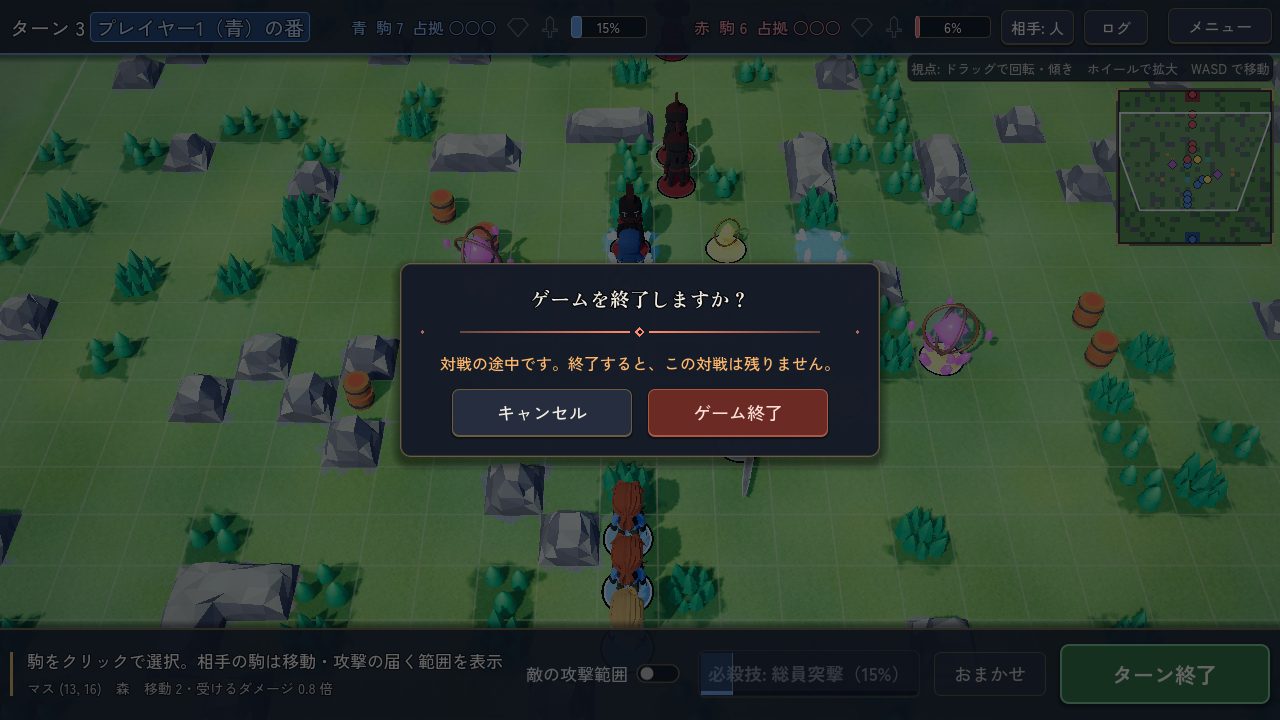 ターン 3 プレイヤー1（青）の番 青 駒 7 占拠 〇〇〇 15% 赤 駒 6 占拠 〇〇〇 6% 相手: 人 ログ メニュー
視点: ドラッグで回転・傾き ホイールで拡大 WASD で移動
ゲームを終了しますか？
対戦の途中です。終了すると、この対戦は残りません。
キャンセル ゲーム終了
駒をクリックで選択。相手の駒は移動・攻撃の届く範囲を表示
マス (13, 16) 森 移動 2・受けるダメージ 0.8 倍
敵の攻撃範囲 必殺技: 総員突撃（15%） おまかせ ターン終了